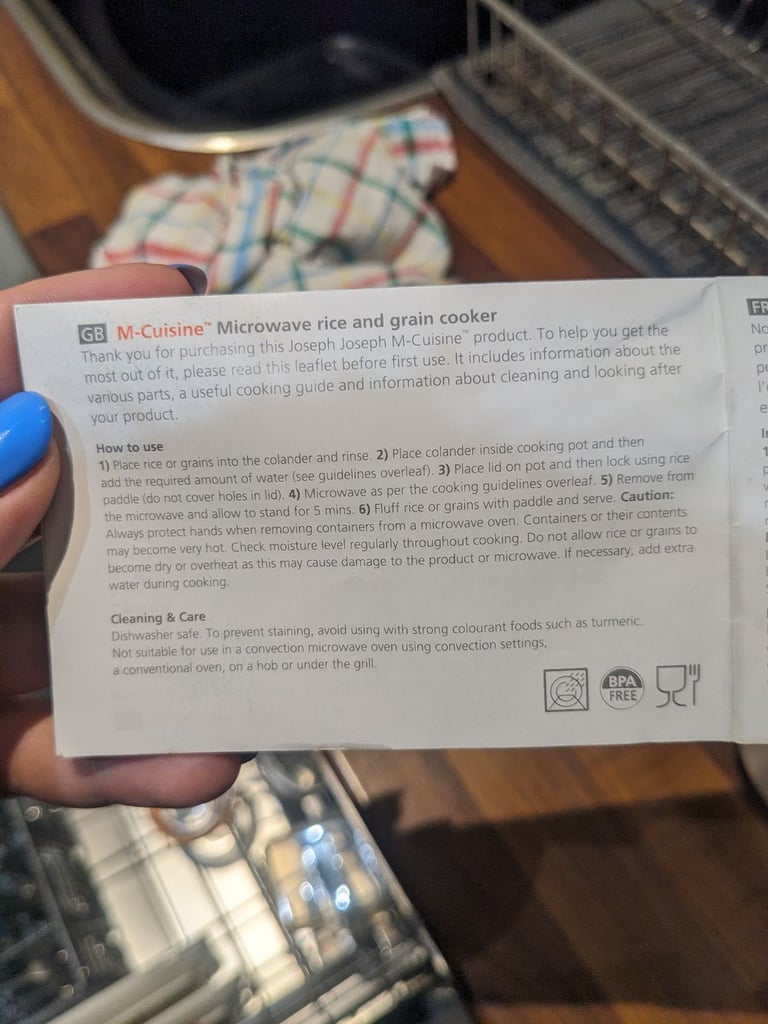 GB M-Cuisine™ Microwave rice and grain cooker
Thank you for purchasing this Joseph Joseph M-Cuisine™ product. To help you get the
most out of it, please read this leaflet before first use. It includes information about the
various parts, a useful cooking guide and information about cleaning and looking after
your product.
How to use
1) Place rice or grains into the colander and rinse. 2) Place colander inside cooking pot and then
add the required amount of water (see guidelines overleaf). 3) Place lid on pot and then lock using rice
paddle (do not cover holes in lid). 4) Microwave as per the cooking guidelines overleaf. 5) Remove from
the microwave and allow to stand for 5 mins. 6) Fluff rice or grains with paddle and serve. Caution:
Always protect hands when removing containers from a microwave oven. Containers or their contents
may become very hot. Check moisture level regularly throughout cooking. Do not allow rice or grains to
become dry or overheat as this may cause damage to the product or microwave. If necessary, add extra
water during cooking.
Cleaning & Care
Dishwasher safe. To prevent staining, avoid using with strong colourant foods such as turmeric.
Not suitable for use in a convection microwave oven using convection settings,
a conventional oven, on a hob or under the grill.
BPA
FREE
FR